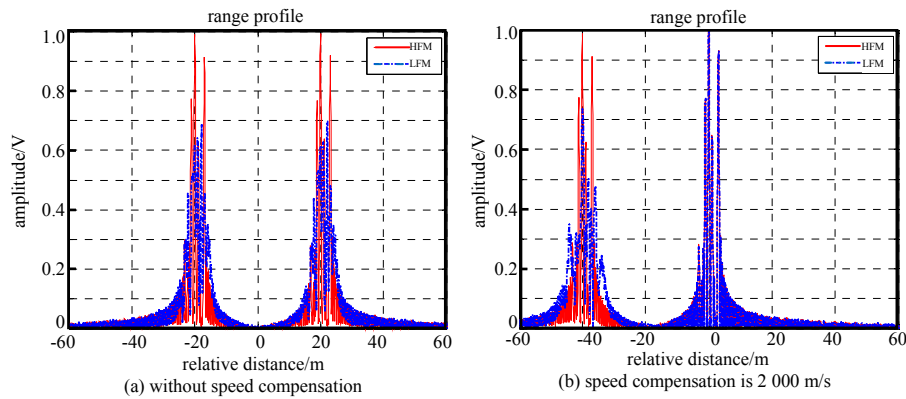 range profile
1.0
0.8
0.6
0.4
0.2
0
amplitude/V
HFM
LFM
-60 -40 -20 0 20 40 60
relative distance/m
(a) without speed compensation
range profile
1.0
0.8
0.6
0.4
0.2
0
amplitude/V
HFM
LFM
-60 -40 -20 0 20 40 60
relative distance/m
(b) speed compensation is 2 000 m/s